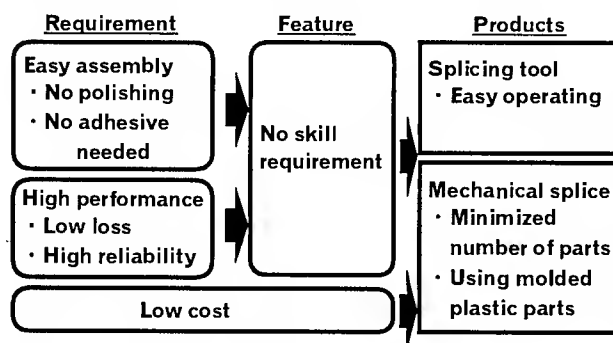 Requirement
Feature
Products
Easy assembly
・No polishing
・No adhesive
needed
High performance
・Low loss
・High reliability
Low cost
No skill
requirement
Splicing tool
・Easy operating
Mechanical splice
・Minimized
number of parts
・Using molded
plastic parts